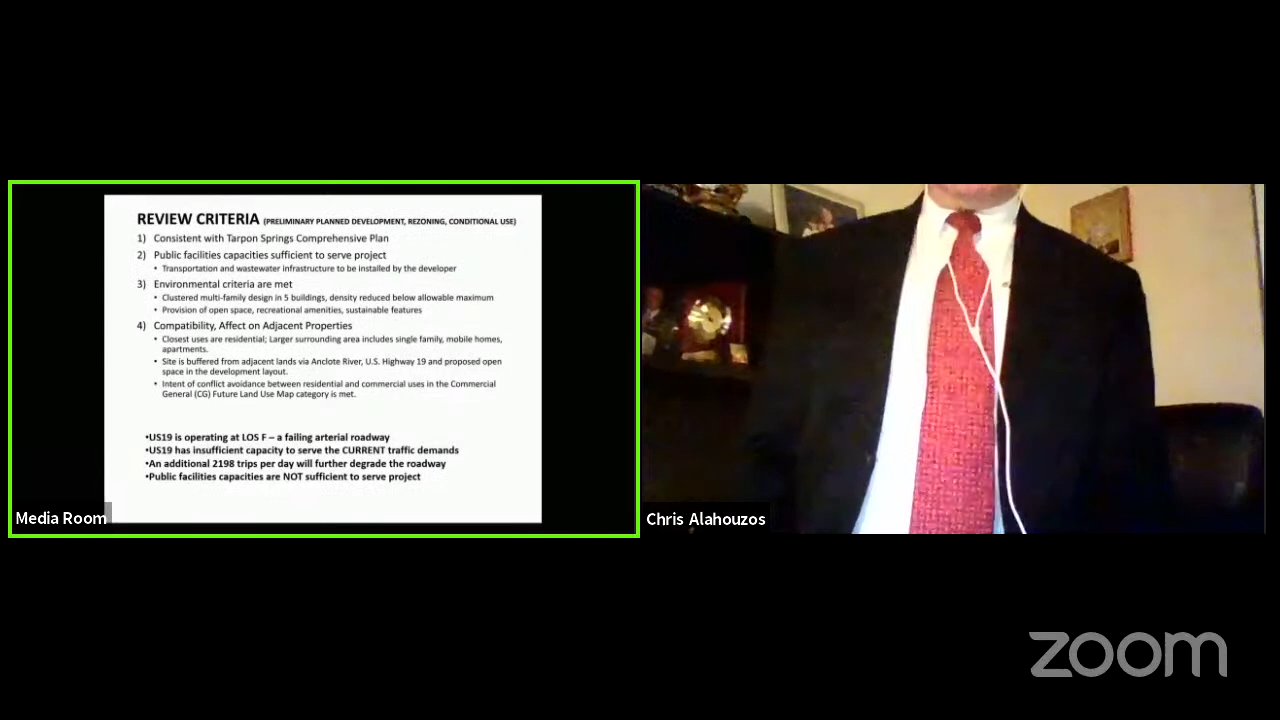 REVIEW CRITERIA (PRELIMINARY PLANNED DEVELOPMENT, REZONING, CONDITIONAL USE)
1) Consistent with Tarpon Springs Comprehensive Plan
2) Public facilities capacities sufficient to serve project
• Transportation and wastewater infrastructure to be installed by the developer
3) Environmental criteria are met
• Clustered multi-family design in 5 buildings, density reduced below allowable maximum
• Provision of open space, recreational amenities, sustainable features
4) Compatibility, Affect on Adjacent Properties
• Closest uses are residential; Larger surrounding area includes single family, mobile homes,
apartments.
• Site is buffered from adjacent lands via Anclote River, U.S. Highway 19 and proposed open
space in the development layout.
• Intent of conflict avoidance between residential and commercial uses in the Commercial
General (CG) Future Land Use Map category is met.
•US19 is operating at LOS F – a failing arterial roadway
•US19 has insufficient capacity to serve the CURRENT traffic demands
•An additional 2198 trips per day will further degrade the roadway
•Public facilities capacities are NOT sufficient to serve project
Media Room
Chris Alahouzos
zoom